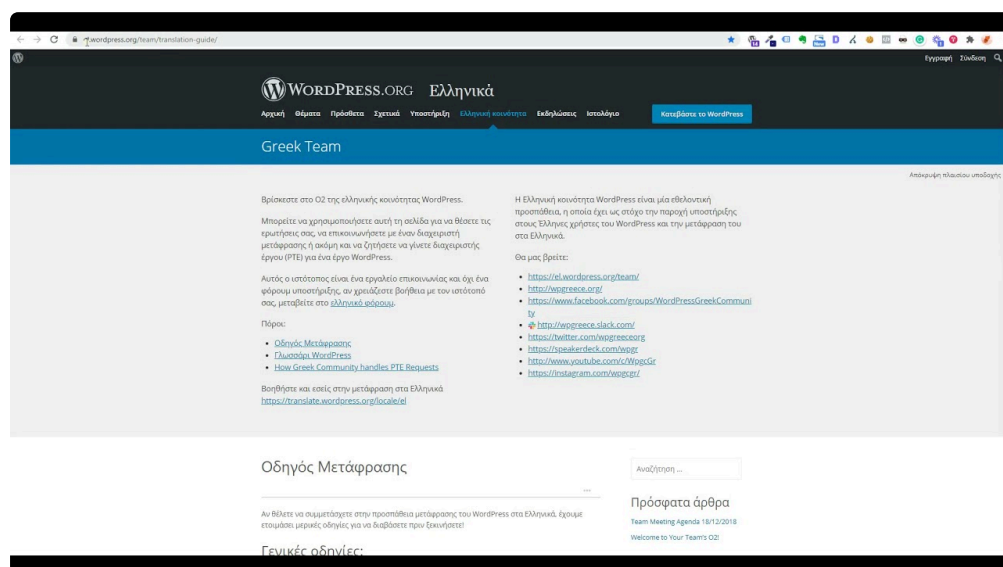 wordpress.org/team/translation-guide/
Εγγραφή Σύνδεση
WORDPRESS.ORG Ελληνικά
Αρχική Θέματα Πρόσθετα Σχετικά Υποστήριξη Ελληνική κοινότητα Εκδηλώσεις Ιστολόγιο Κατεβάστε το WordPress
Greek Team
Απόκρυψη πλαισίου υποδοχής
Βρίσκεστε στο O2 της ελληνικής κοινότητας WordPress.
Μπορείτε να χρησιμοποιήσετε αυτή τη σελίδα για να θέσετε τις
ερωτήσεις σας, να επικοινωνήσετε με έναν διαχειριστή
μετάφρασης ή ακόμη και να ζητήσετε να γίνετε διαχειριστής
έργου (PTE) για ένα έργο WordPress.
Αυτός ο ιστότοπος είναι ένα εργαλείο επικοινωνίας και όχι ένα
φόρουμ υποστήριξης, αν χρειάζεστε βοήθεια με τον ιστότοπό
σας, μεταβείτε στο ελληνικό φόρουμ.
Πόροι:
Οδηγός Μετάφρασης
Γλωσσάρι WordPress
How Greek Community handles PTE Requests
Βοηθήστε και εσείς στην μετάφραση στα Ελληνικά
https://translate.wordpress.org/locale/el
Η Ελληνική κοινότητα WordPress είναι μία εθελοντική
προσπάθεια, η οποία έχει ως στόχο την παροχή υποστήριξης
στους Έλληνες χρήστες του WordPress και την μετάφραση του
στα Ελληνικά.
Θα μας βρείτε:
https://el.wordpress.org/team/
http://wpgreece.org/
https://www.facebook.com/groups/WordPressGreekCommuni
ty
http://wpgreece.slack.com/
https://twitter.com/wpgreeceorg
https://speakerdeck.com/wpgr
http://www.youtube.com/c/WpgcGr
https://instagram.com/wpgcgr/
Οδηγός Μετάφρασης
Αν θέλετε να συμμετάσχετε στην προσπάθεια μετάφρασης του WordPress στα Ελληνικά, έχουμε
ετοιμάσει μερικές οδηγίες για να διαβάσετε πριν ξεκινήσετε!
Γενικές οδηγίες:
Αναζήτηση ...
Πρόσφατα άρθρα
Team Meeting Agenda 18/12/2018
Welcome to Your Team's O2!